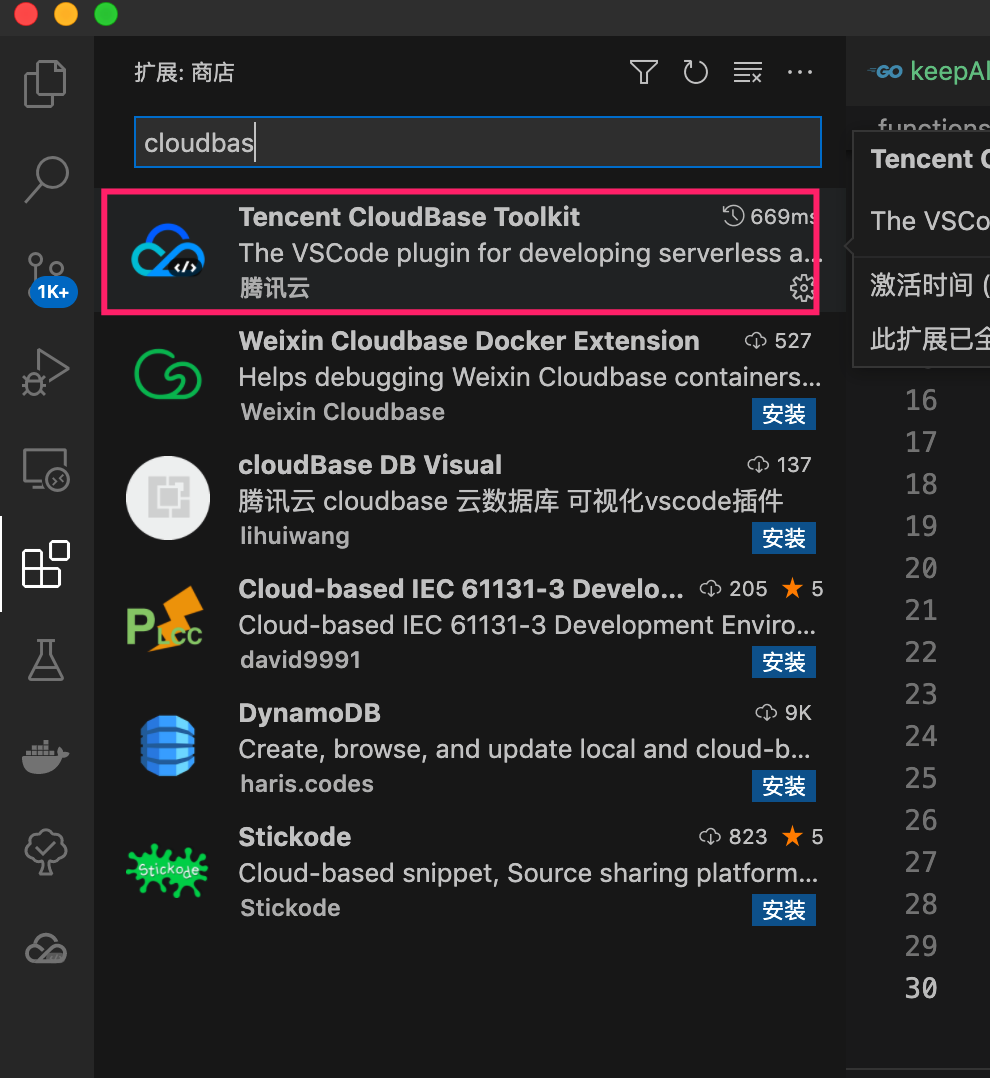 扩展: 商店
cloudbas
Tencent CloudBase Toolkit
669ms
The VSCode plugin for developing serverless a...
腾讯云
1K+
Weixin Cloudbase Docker Extension
527
Helps debugging Weixin Cloudbase containers...
Weixin Cloudbase
安装
cloudBase DB Visual
137
腾讯云 cloudbase 云数据库 可视化vscode插件
lihuiwang
安装
Cloud-based IEC 61131-3 Develo...
205
5
PLCC
Cloud-based IEC 61131-3 Development Enviro...
david9991
安装
DynamoDB
9K
Create, browse, and update local and cloud-b...
haris.codes
安装
Stickode
823
5
Stickode
Cloud-based snippet, Source sharing platform...
Stickode
安装
GO keepAl
functions
Tencent C
The VSCo
激活时间 (
此扩展已全
16
17
18
19
20
21
22
23
24
25
26
27
28
29
30